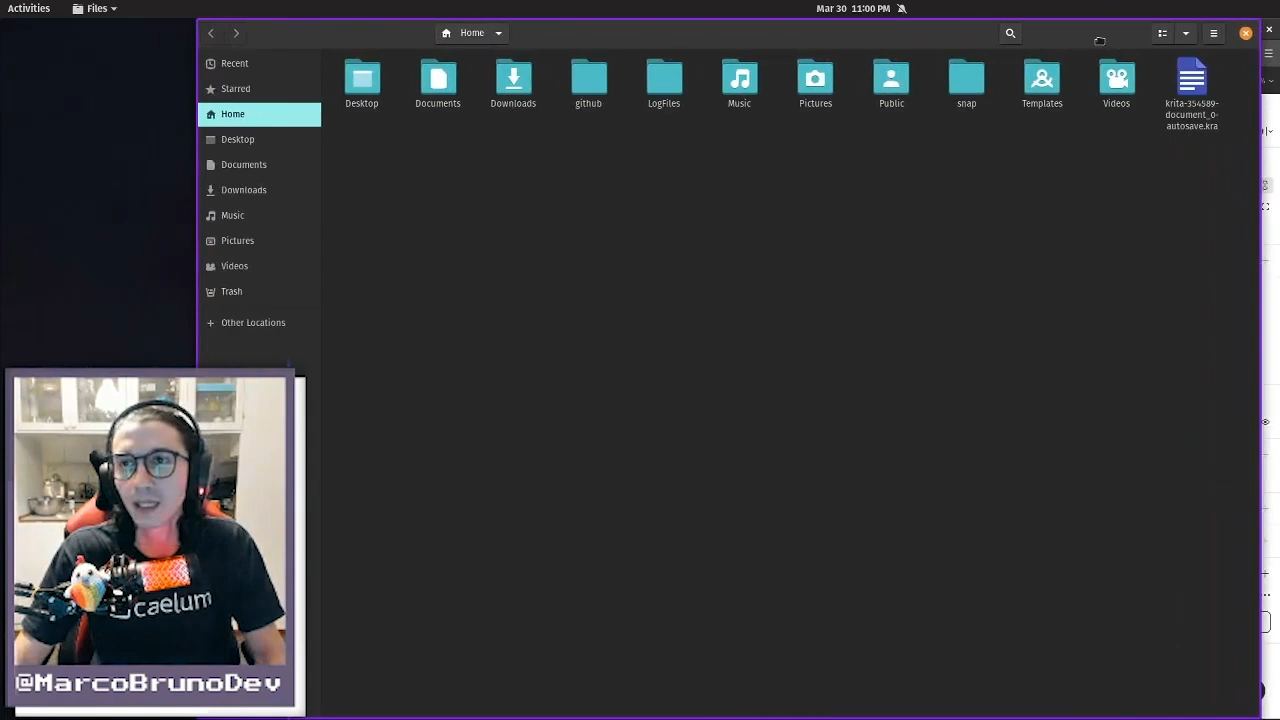 Activities
Files
Mar 30 11:00 PM
Home
Recent
Starred
Home
Desktop
Documents
Downloads
Music
Pictures
Videos
Trash
Other Locations
Desktop
Documents
Downloads
github
LogFiles
Music
Pictures
Public
snap
Templates
Videos
krita-354589-
document_0-
autosave.kra
caelum
@MarcoBrunoDev